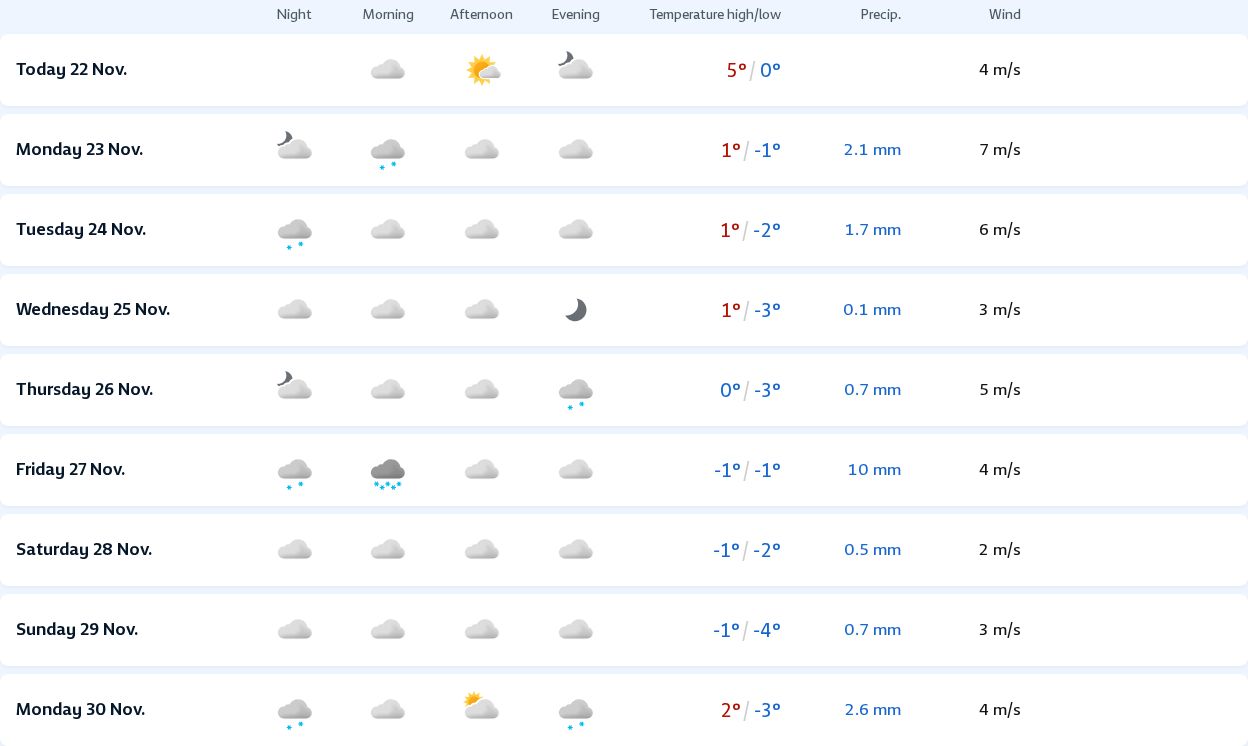 Night Morning Afternoon Evening Temperature high/low Precip. Wind
Today 22 Nov. 5°/0° 4 m/s
Monday 23 Nov. 1°/-1° 2.1 mm 7 m/s
Tuesday 24 Nov. 1°/-2° 1.7 mm 6 m/s
Wednesday 25 Nov. 1°/-3° 0.1 mm 3 m/s
Thursday 26 Nov. 0°/-3° 0.7 mm 5 m/s
Friday 27 Nov. -1°/-1° 10 mm 4 m/s
Saturday 28 Nov. -1°/-2° 0.5 mm 2 m/s
Sunday 29 Nov. -1°/-4° 0.7 mm 3 m/s
Monday 30 Nov. 2°/-3° 2.6 mm 4 m/s